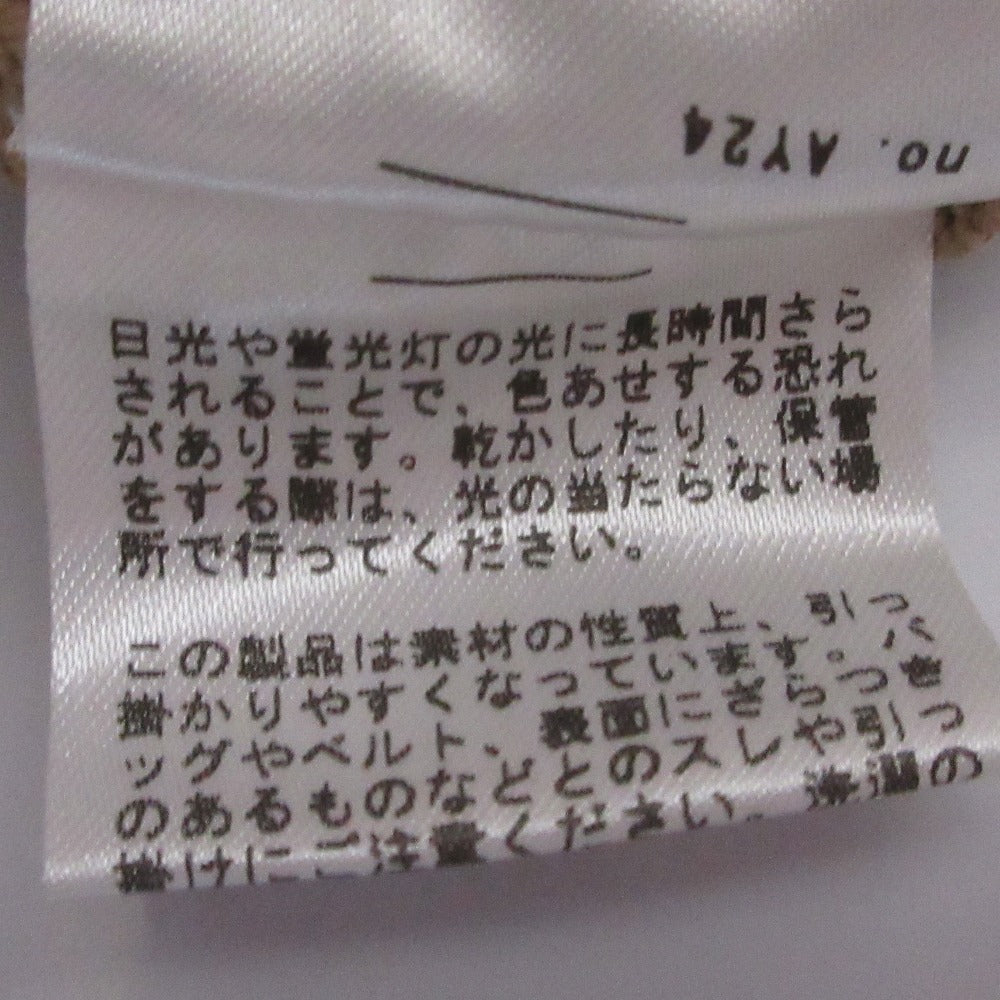 no. AY24
日光や蛍光灯の光に長時間さら
されることで、色あせする恐れ
があります。乾かしたり、保管
をする際は、光の当たらない場
所で行ってください。
この製品は素材の性質上、引っ
掛かりやすくなっています。バ
ッグやベルト、表面にざらつき
のあるものなどとのスレや引っ
掛けにご注意ください。洗濯の